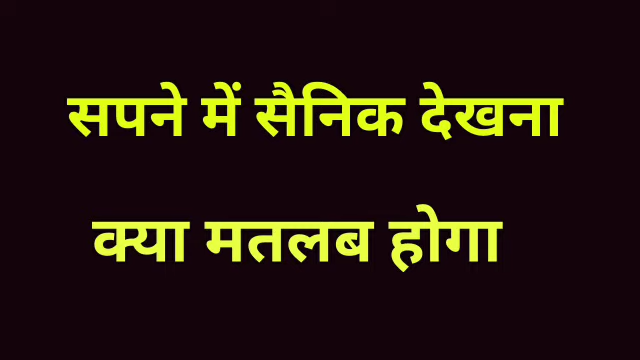 सपने में सैनिक देखना
क्या मतलब होगा